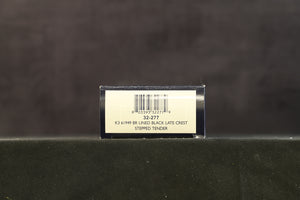 32-277
K3 61949 BR LINED BLACK LATE CREST
STEPPED TENDER